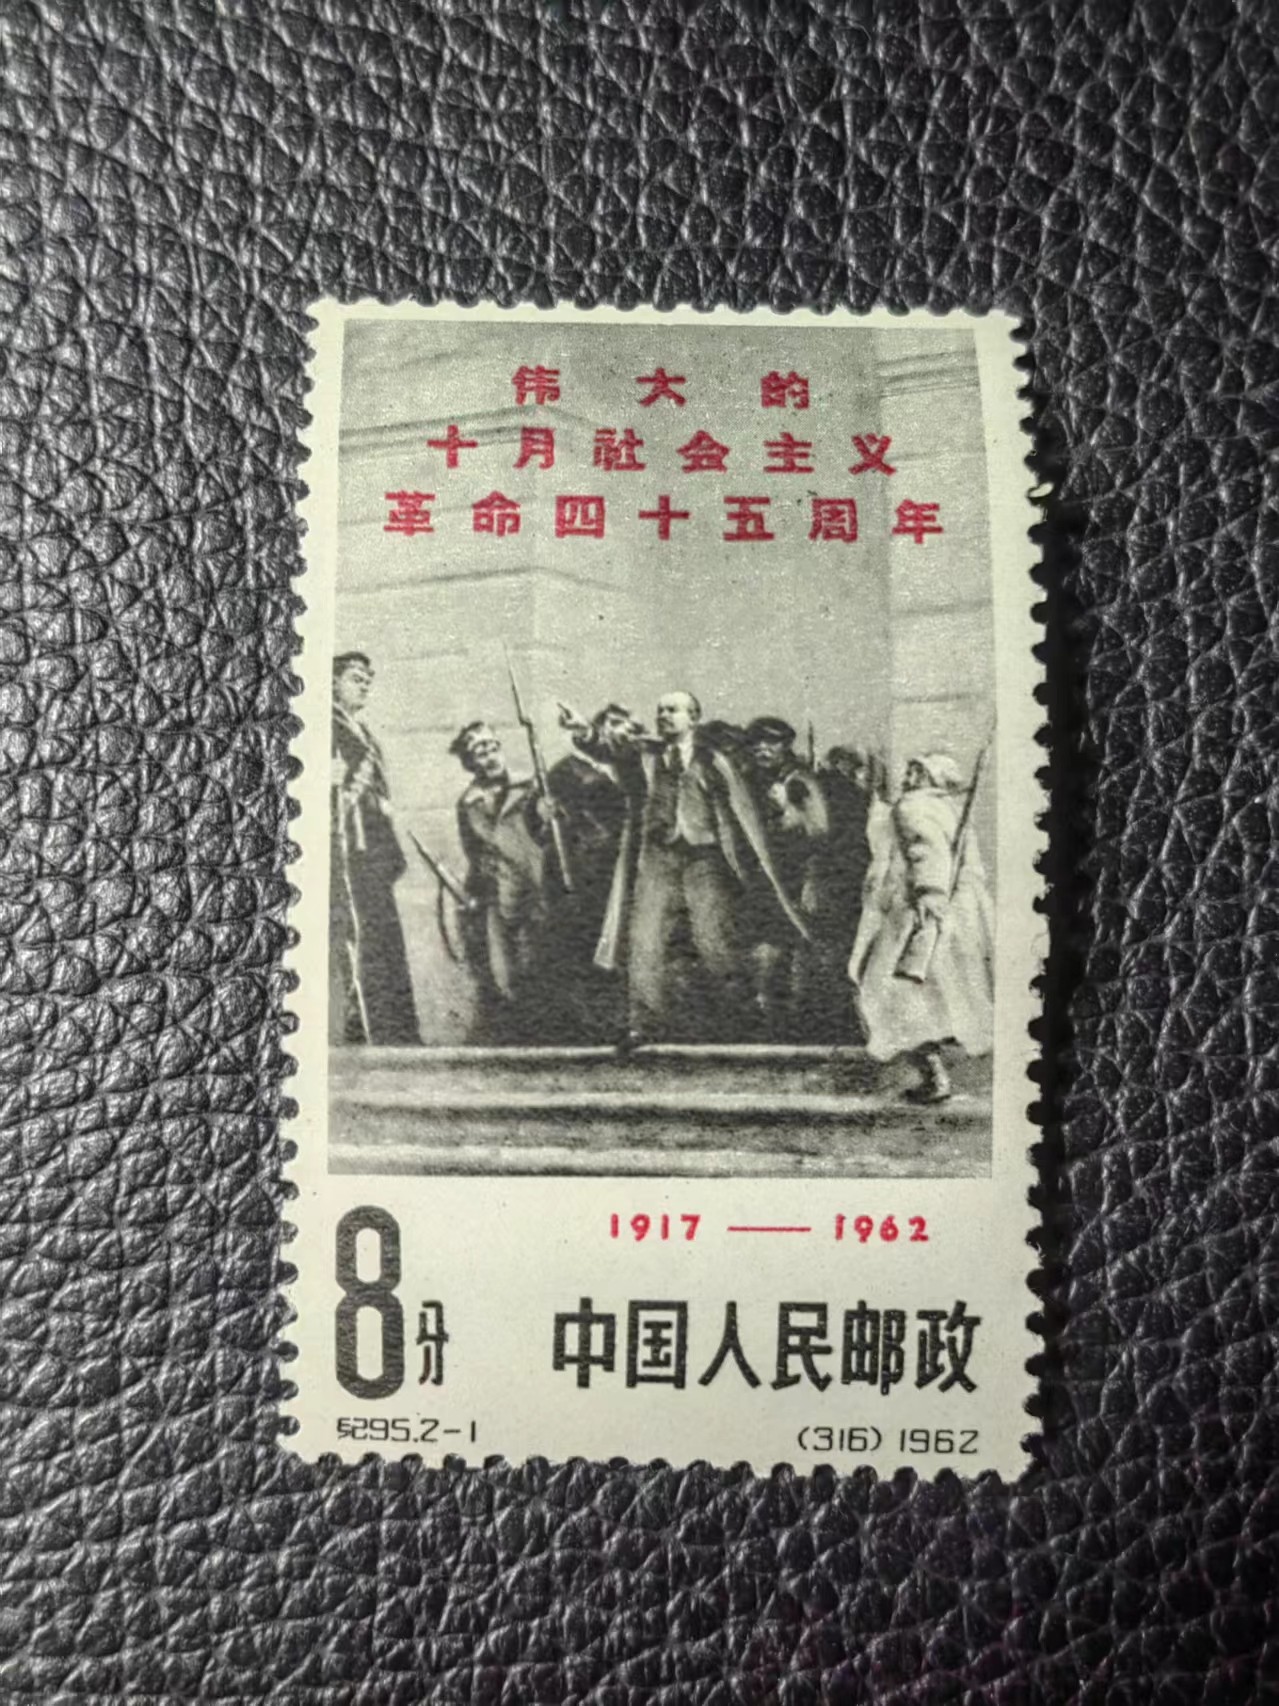 伟大的
十月社会主义
革命四十五周年
1917——1962
8分
中国人民邮政
纪95.2-1
(316) 1962